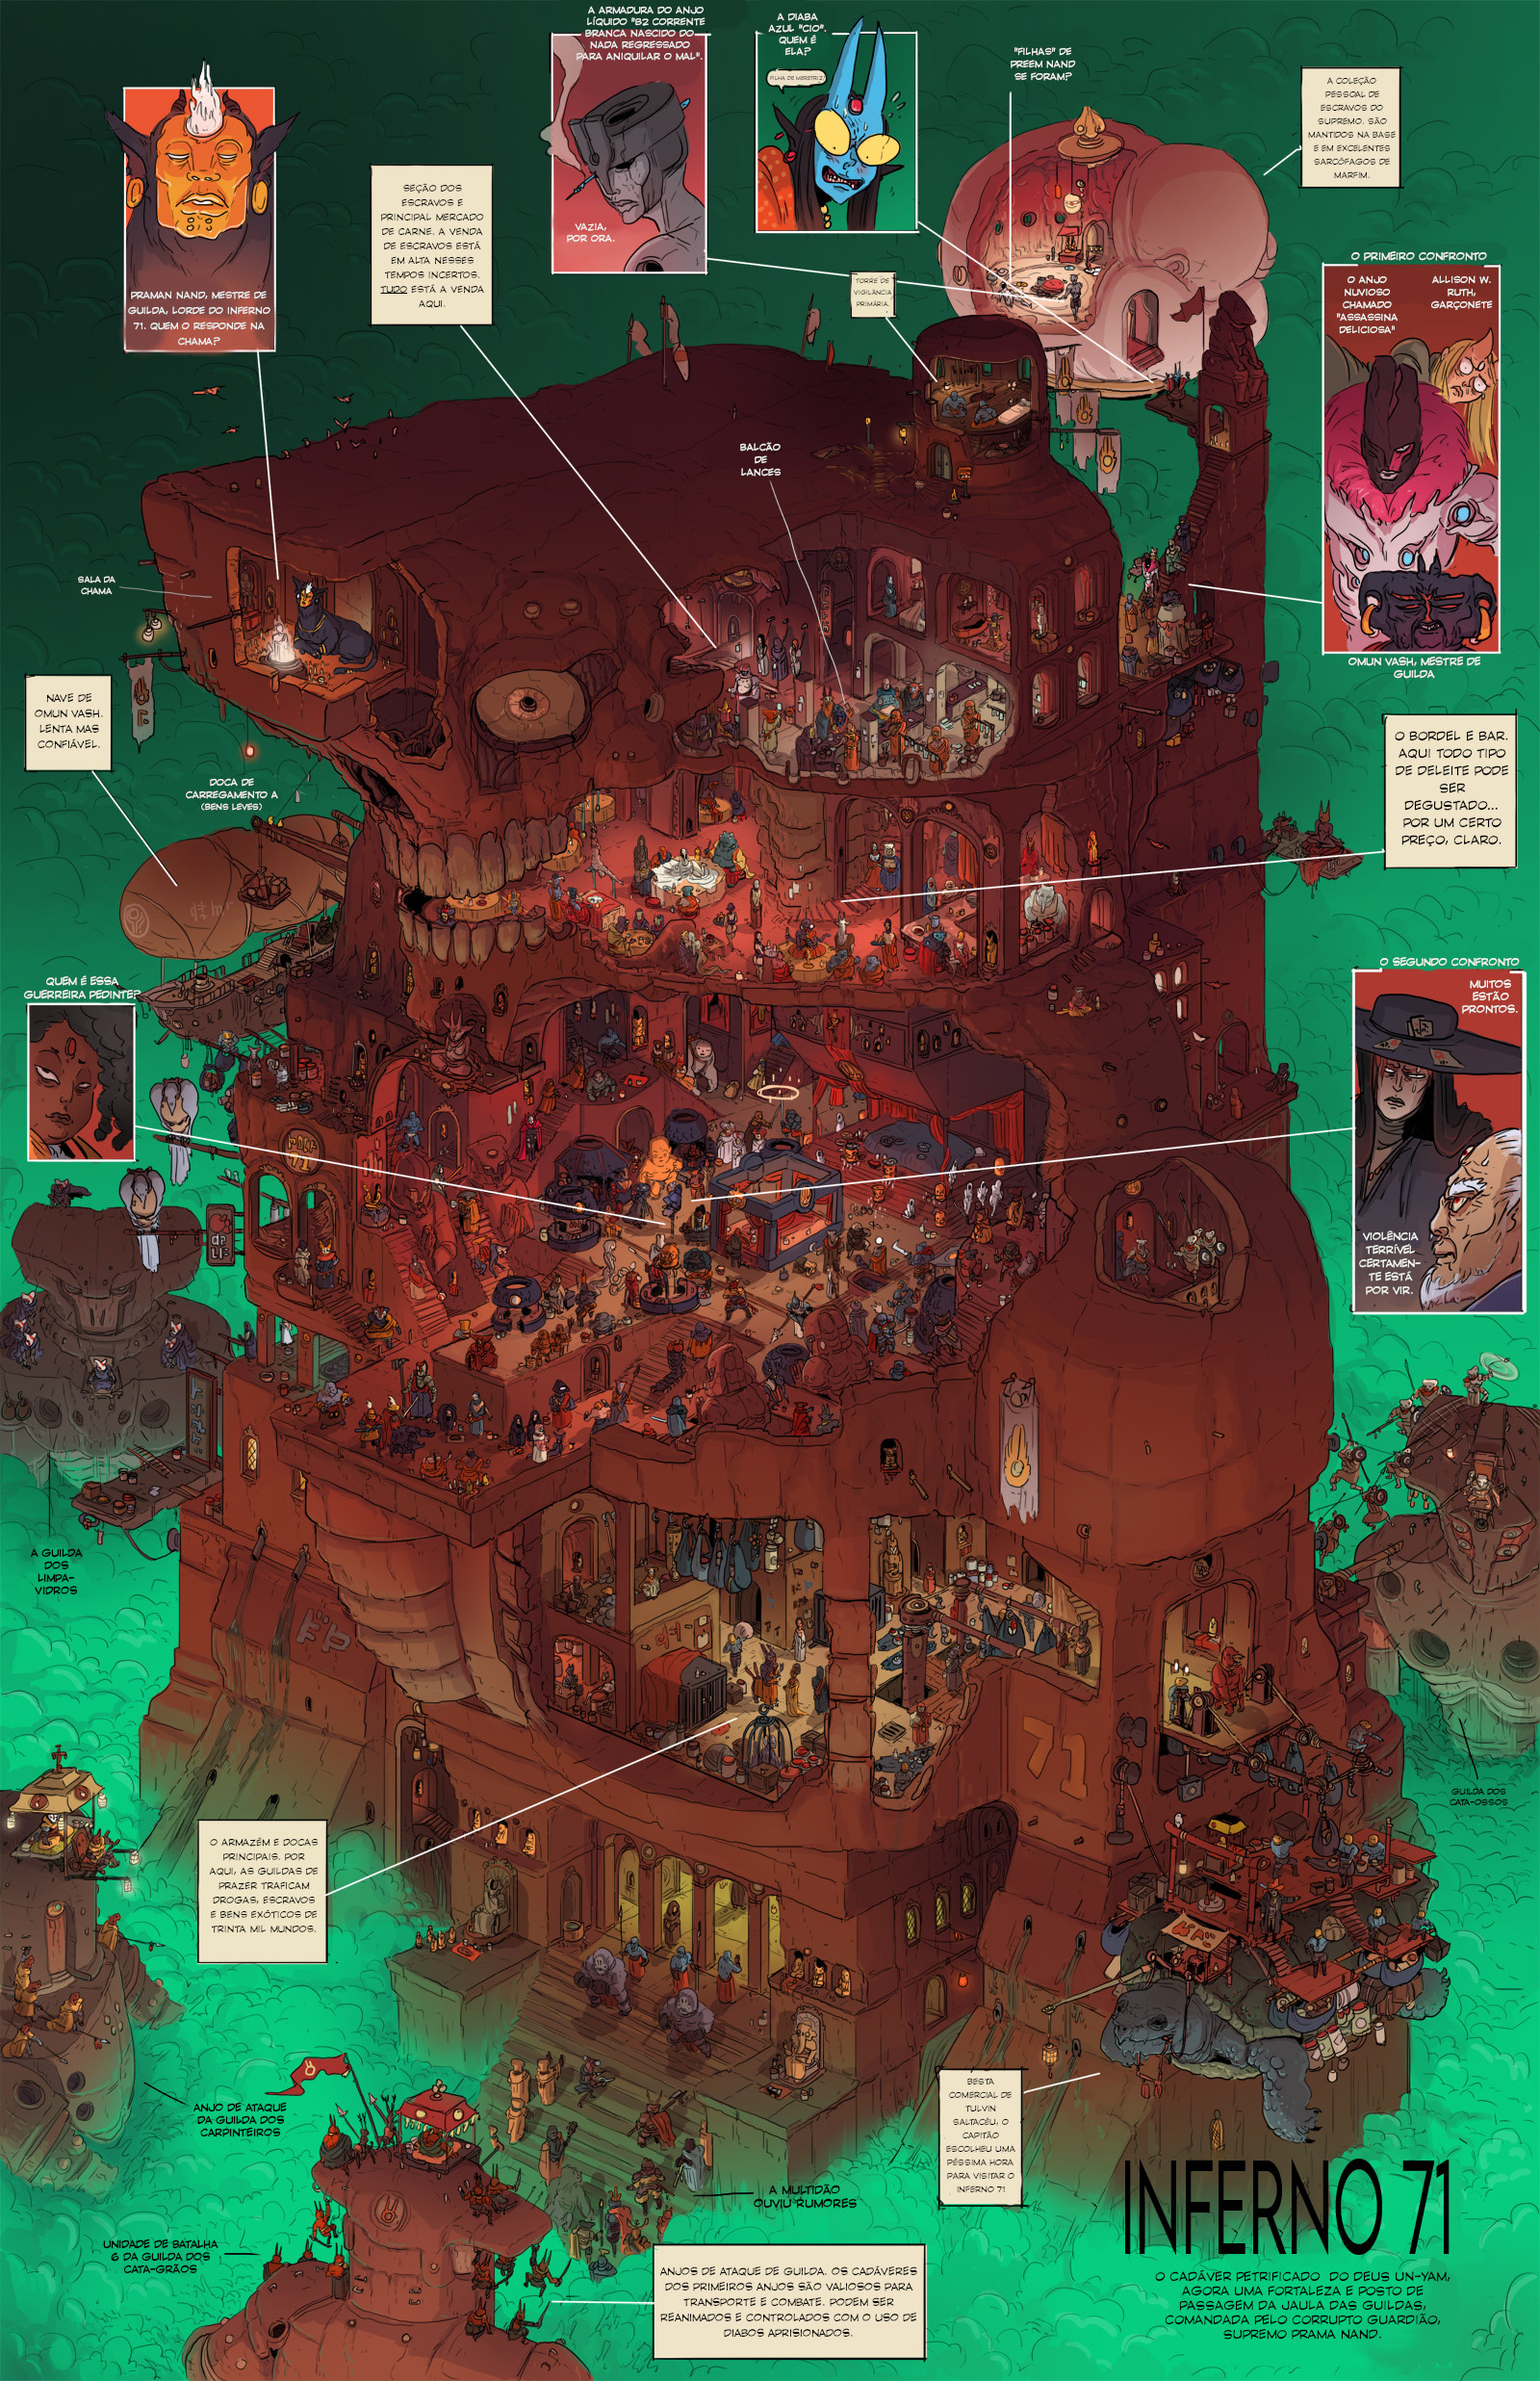 A ARMADURA DO ANJO
LÍQUIDO "82 CORRENTE
BRANCA NASCIDO DO
NADA REGRESSADO
PARA ANIQUILAR O MAL".
VAZIA,
POR ORA.
A DIABA
AZUL "CIO".
QUEM É
ELA?
FILHA DE MERETRIZ!
"FILHAS" DE
PREEM NAND
SE FORAM?
A COLEÇÃO
PESSOAL DE
ESCRAVOS DO
SUPREMO. SÃO
MANTIDOS NA BASE
E EM EXCELENTES
SARCÓFAGOS DE
MARFIM.
PRAMAN NAND, MESTRE DE
GUILDA, LORDE DO INFERNO
71. QUEM O RESPONDE NA
CHAMA?
SEÇÃO DOS
ESCRAVOS E
PRINCIPAL MERCADO
DE CARNE. A VENDA
DE ESCRAVOS ESTÁ
EM ALTA NESSES
TEMPOS INCERTOS.
TUDO ESTÁ A VENDA
AQUI.
TORRE DE
VIGILÂNCIA
PRIMÁRIA.
O PRIMEIRO CONFRONTO
O ANJO
NUVIOSO
CHAMADO
"ASSASSINA
DELICIOSA"
ALLISON W.
RUTH,
GARÇONETE
OMUN VASH, MESTRE DE
GUILDA
BALCÃO
DE
LANCES
SALA DA
CHAMA
NAVE DE
OMUN VASH.
LENTA MAS
CONFIÁVEL.
DOCA DE
CARREGAMENTO A
(BENS LEVES)
O BORDEL E BAR.
AQUI TODO TIPO
DE DELEITE PODE
SER
DEGUSTADO...
POR UM CERTO
PREÇO, CLARO.
QUEM É ESSA
GUERREIRA PEDINTE?
O SEGUNDO CONFRONTO
MUITOS
ESTÃO
PRONTOS.
VIOLÊNCIA
TERRÍVEL
CERTAMEN-
TE ESTÁ
POR VIR.
A GUILDA
DOS
LIMPA-
VIDROS
71
GUILDA DOS
CATA-OSSOS
O ARMAZÉM E DOCAS
PRINCIPAIS. POR
AQUI, AS GUILDAS DE
PRAZER TRAFICAM
DROGAS, ESCRAVOS
E BENS EXÓTICOS DE
TRINTA MIL MUNDOS.
ANJO DE ATAQUE
DA GUILDA DOS
CARPINTEIROS
BESTA
COMERCIAL DE
TULVIN
SALTACÉU, O
CAPITÃO
ESCOLHEU UMA
PÉSSIMA HORA
PARA VISITAR O
INFERNO 71
A MULTIDÃO
OUVIU RUMORES
UNIDADE DE BATALHA
6 DA GUILDA DOS
CATA-GRÃOS
ANJOS DE ATAQUE DE GUILDA. OS CADÁVERES
DOS PRIMEIROS ANJOS SÃO VALIOSOS PARA
TRANSPORTE E COMBATE. PODEM SER
REANIMADOS E CONTROLADOS COM O USO DE
DIABOS APRISIONADOS.
INFERNO 71
O CADÁVER PETRIFICADO DO DEUS UN-YAM,
AGORA UMA FORTALEZA E POSTO DE
PASSAGEM DA JAULA DAS GUILDAS,
COMANDADA PELO CORRUPTO GUARDIÃO,
SUPREMO PRAMA NAND.